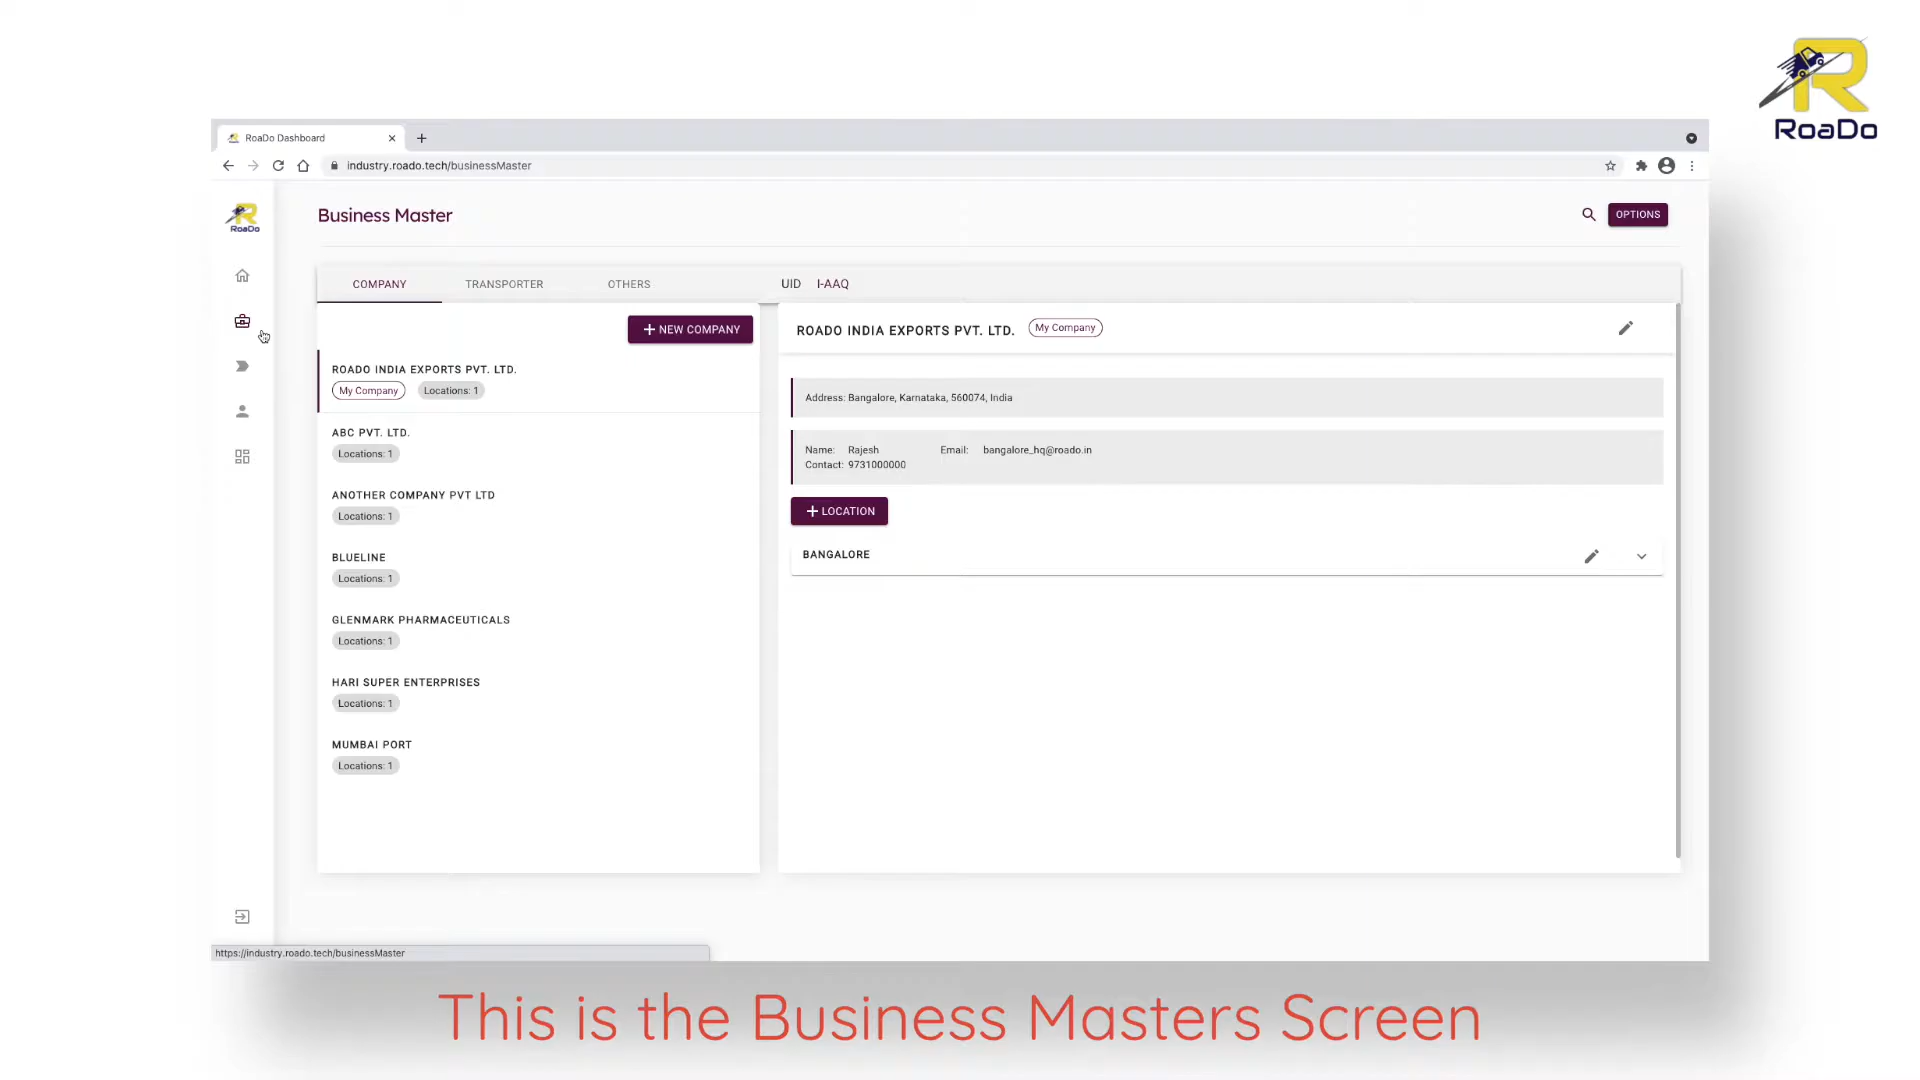 RoaDo
RoaDo Dashboard
industry.roado.tech/businessMaster
RoaDo
Business Master
OPTIONS
COMPANY TRANSPORTER OTHERS
UID I-AAQ
NEW COMPANY
ROADO INDIA EXPORTS PVT. LTD.
My Company Locations: 1
ABC PVT. LTD.
Locations: 1
ANOTHER COMPANY PVT LTD
Locations: 1
BLUELINE
Locations: 1
GLENMARK PHARMACEUTICALS
Locations: 1
HARI SUPER ENTERPRISES
Locations: 1
MUMBAI PORT
Locations: 1
ROADO INDIA EXPORTS PVT. LTD. My Company
Address: Bangalore, Karnataka, 560074, India
Name: Rajesh Email: bangalore_hq@roado.in
Contact: 9731000000
LOCATION
BANGALORE
https://industry.roado.tech/businessMaster
This is the Business Masters Screen